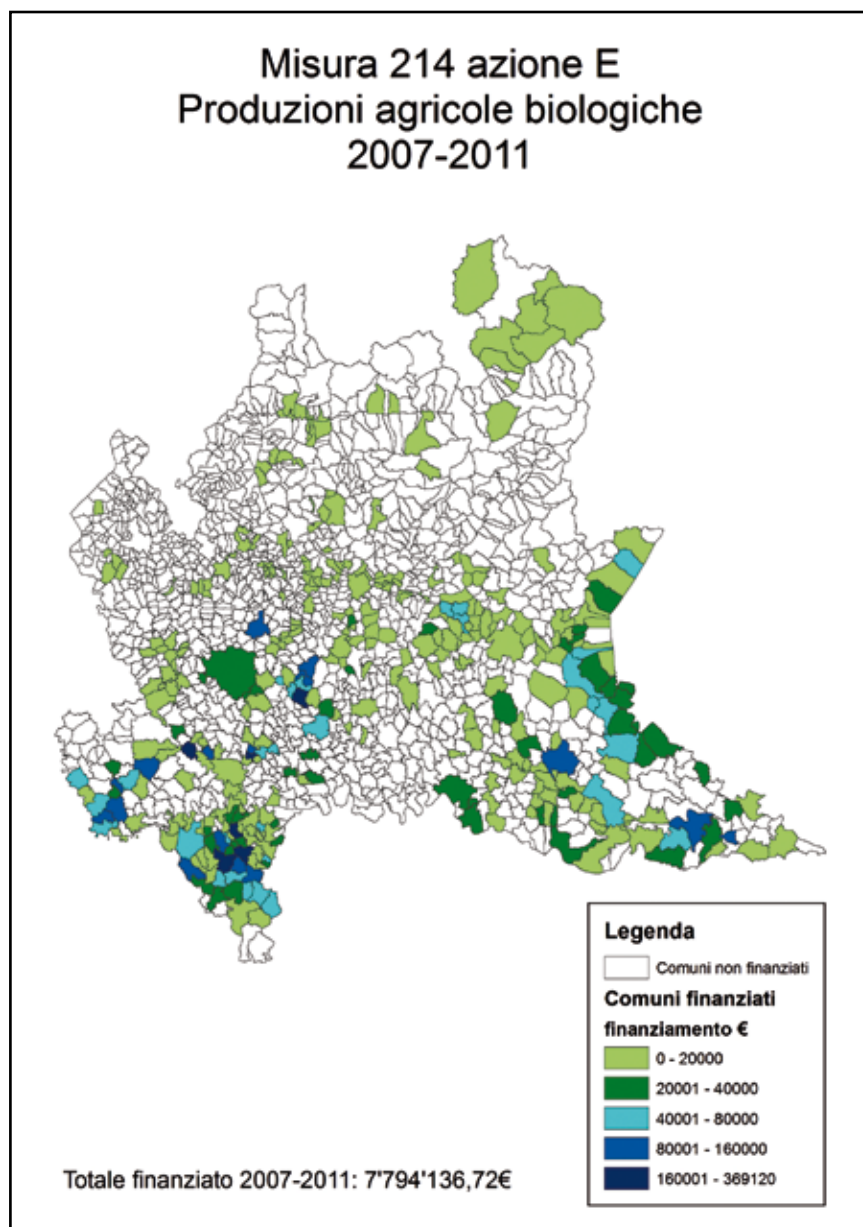 Misura 214 azione E
Produzioni agricole biologiche
2007-2011
Legenda
Comuni non finanziati
Comuni finanziati
finanziamento €
0 - 20000
20001 - 40000
40001 - 80000
80001 - 160000
160001 - 369120
Totale finanziato 2007-2011: 7'794'136,72€